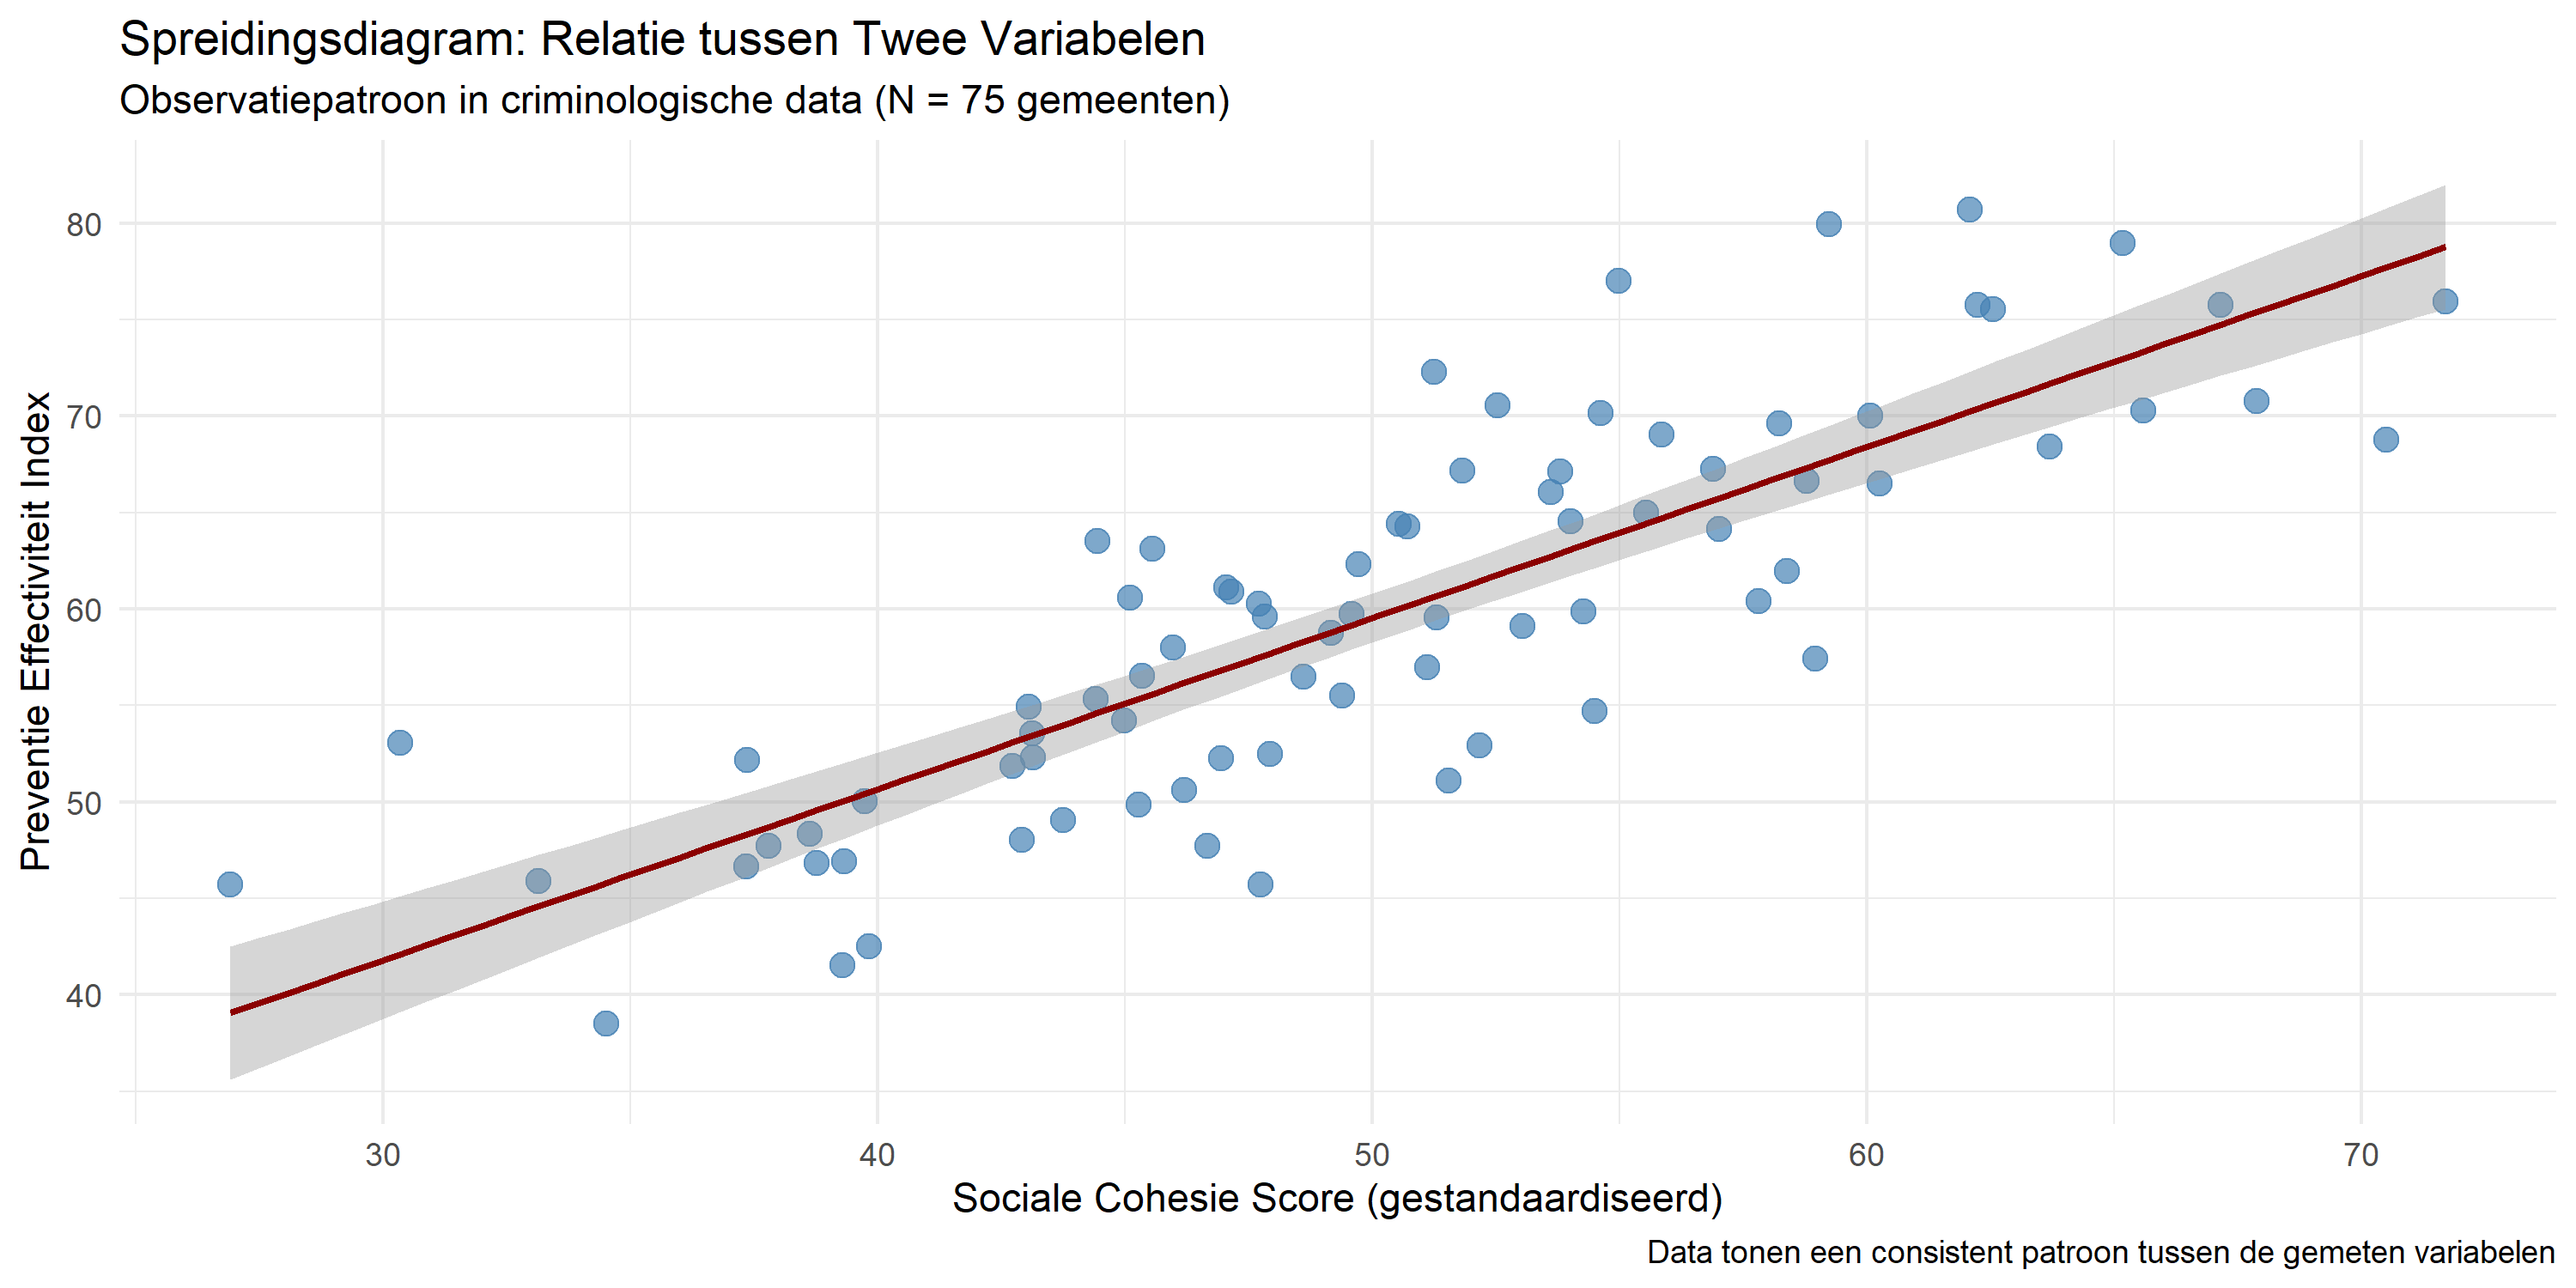 Spreidingsdiagram: Relatie tussen Twee Variabelen
Observatiepatroon in criminologische data (N = 75 gemeenten)
Preventie Effectiviteit Index
80
70
60
50
40
30
40
50
60
70
Sociale Cohesie Score (gestandaardiseerd)
Data tonen een consistent patroon tussen de gemeten variabelen